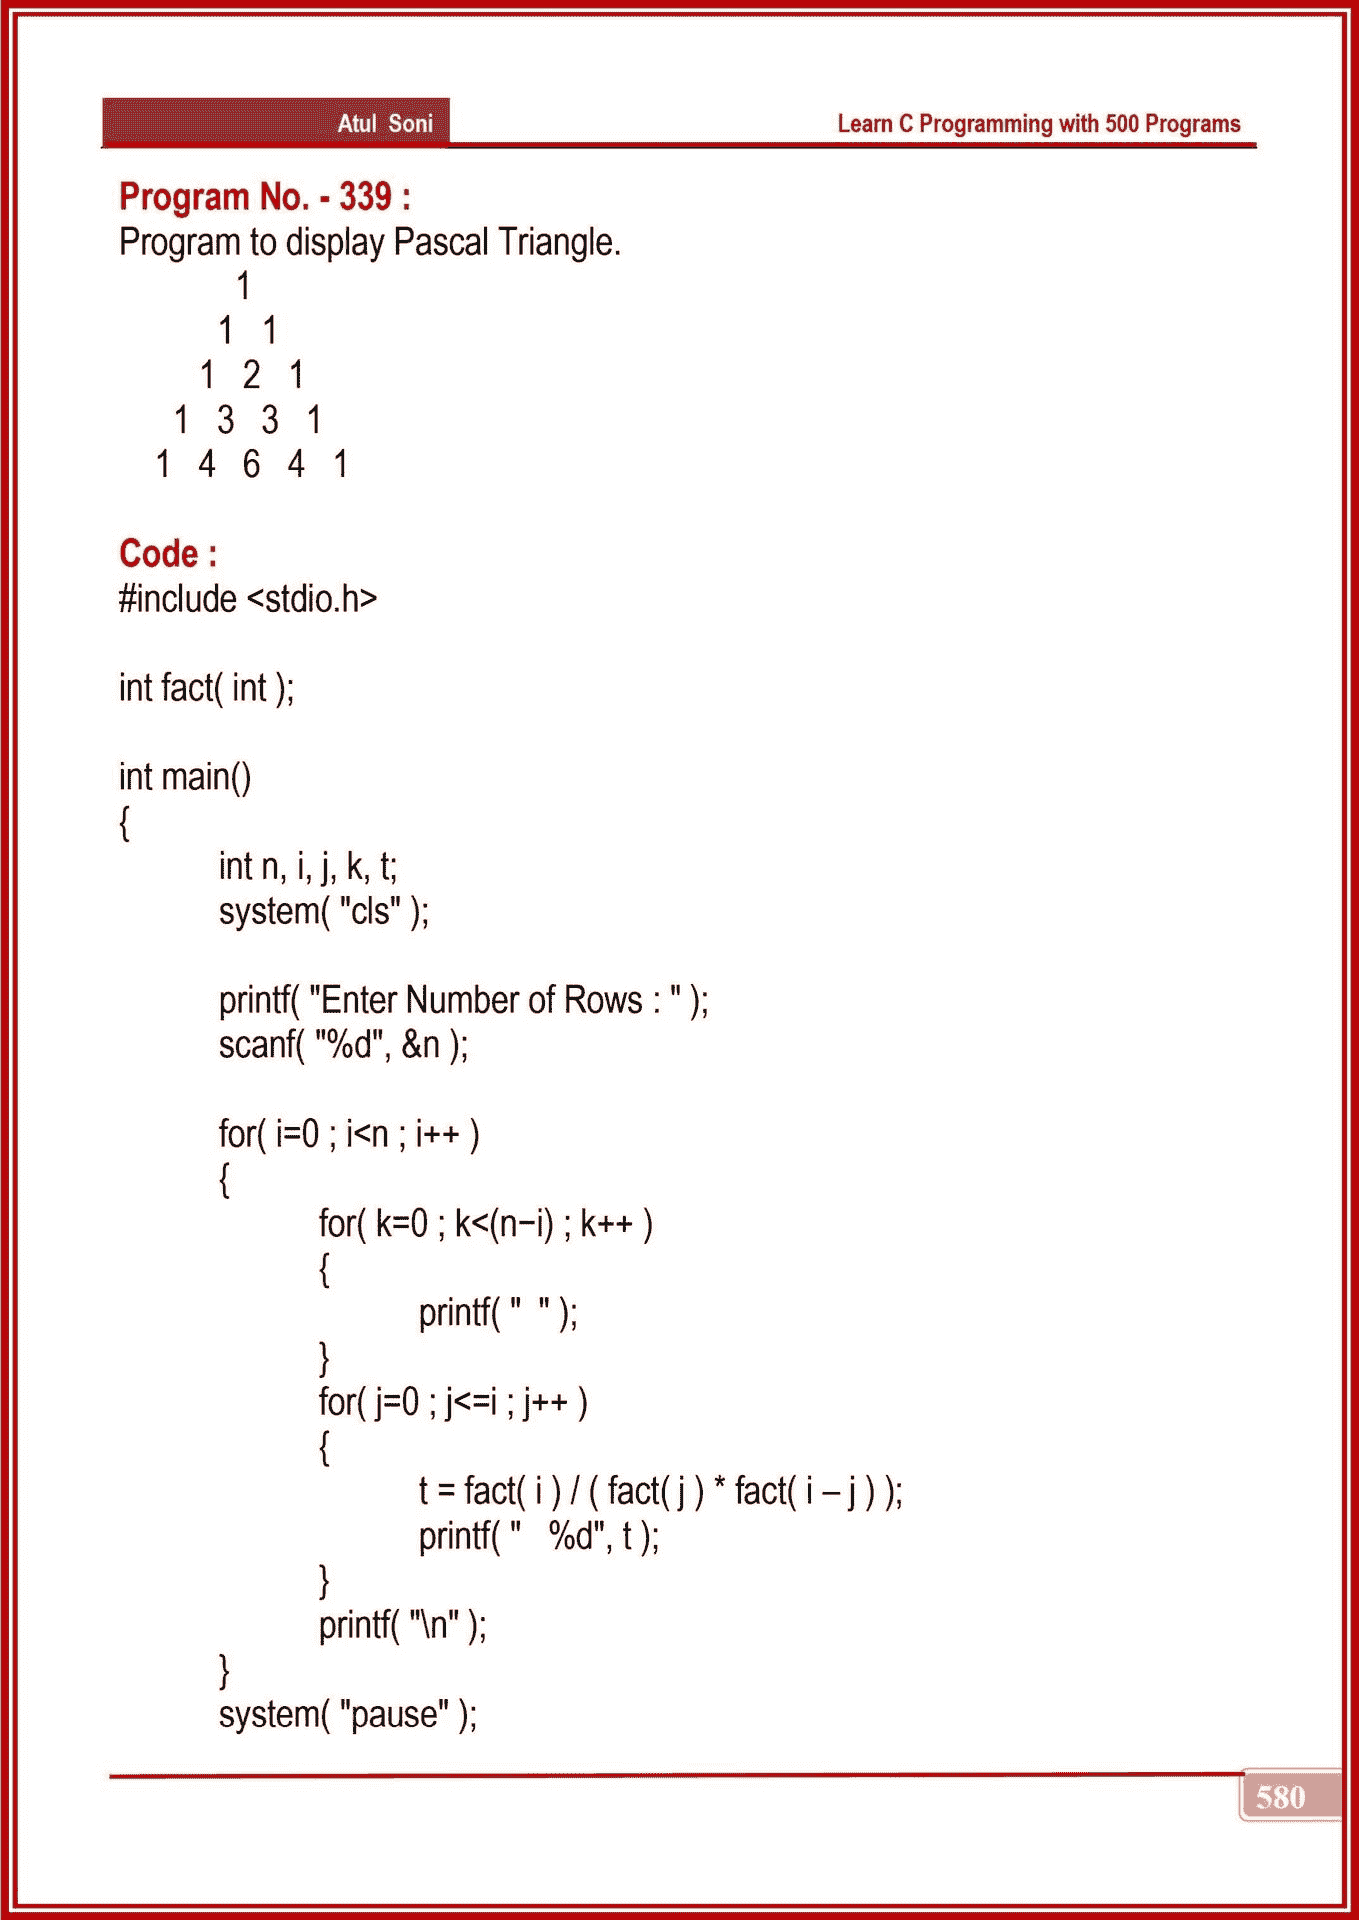 Atul Soni
Learn C Programming with 500 Programs
Program No. - 339 :
Program to display Pascal Triangle.
1
1 1
1 2 1
1 3 3 1
1 4 6 4 1
Code :
#include <stdio.h>
int fact( int );
int main()
{
int n, i, j, k, t;
system( "cls" );
printf( "Enter Number of Rows : " );
scanf( "%d", &n );
for( i=0 ; i<n ; i++ )
{
for( k=0 ; k<(n−i) ; k++ )
{
printf( "  " );
}
for( j=0 ; j<=i ; j++ )
{
t = fact( i ) / ( fact( j ) * fact( i – j ) );
printf( "   %d", t );
}
printf( "\n" );
}
system( "pause" );
580